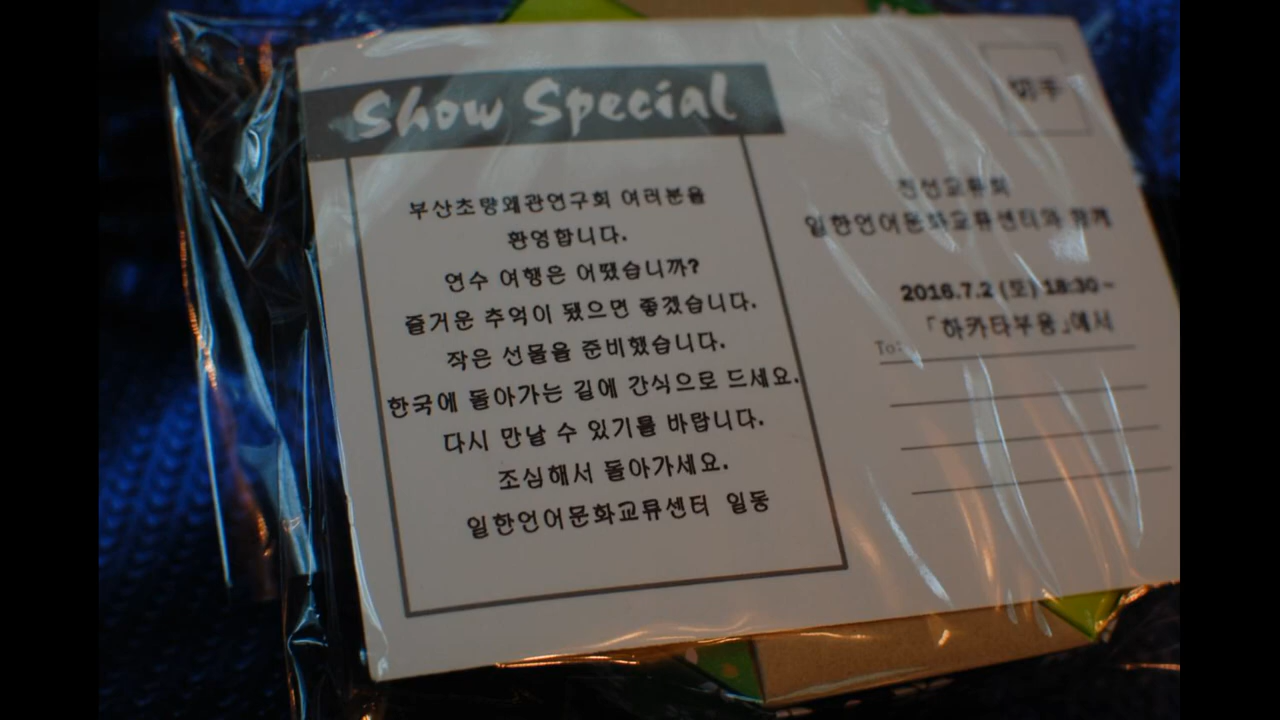 Show Special
부산초량왜관연구회 여러분을
환영합니다.
연수 여행은 어땠습니까?
즐거운 추억이 됐으면 좋겠습니다.
작은 선물을 준비했습니다.
한국에 돌아가는 길에 간식으로 드세요.
다시 만날 수 있기를 바랍니다.
조심해서 돌아가세요.
일한언어문화교류센터 일동
切手
친선교류회
일한언어문화교류센터와 함께
2016.7.2 (토) 18:30~
「하카타부용」에서
To: